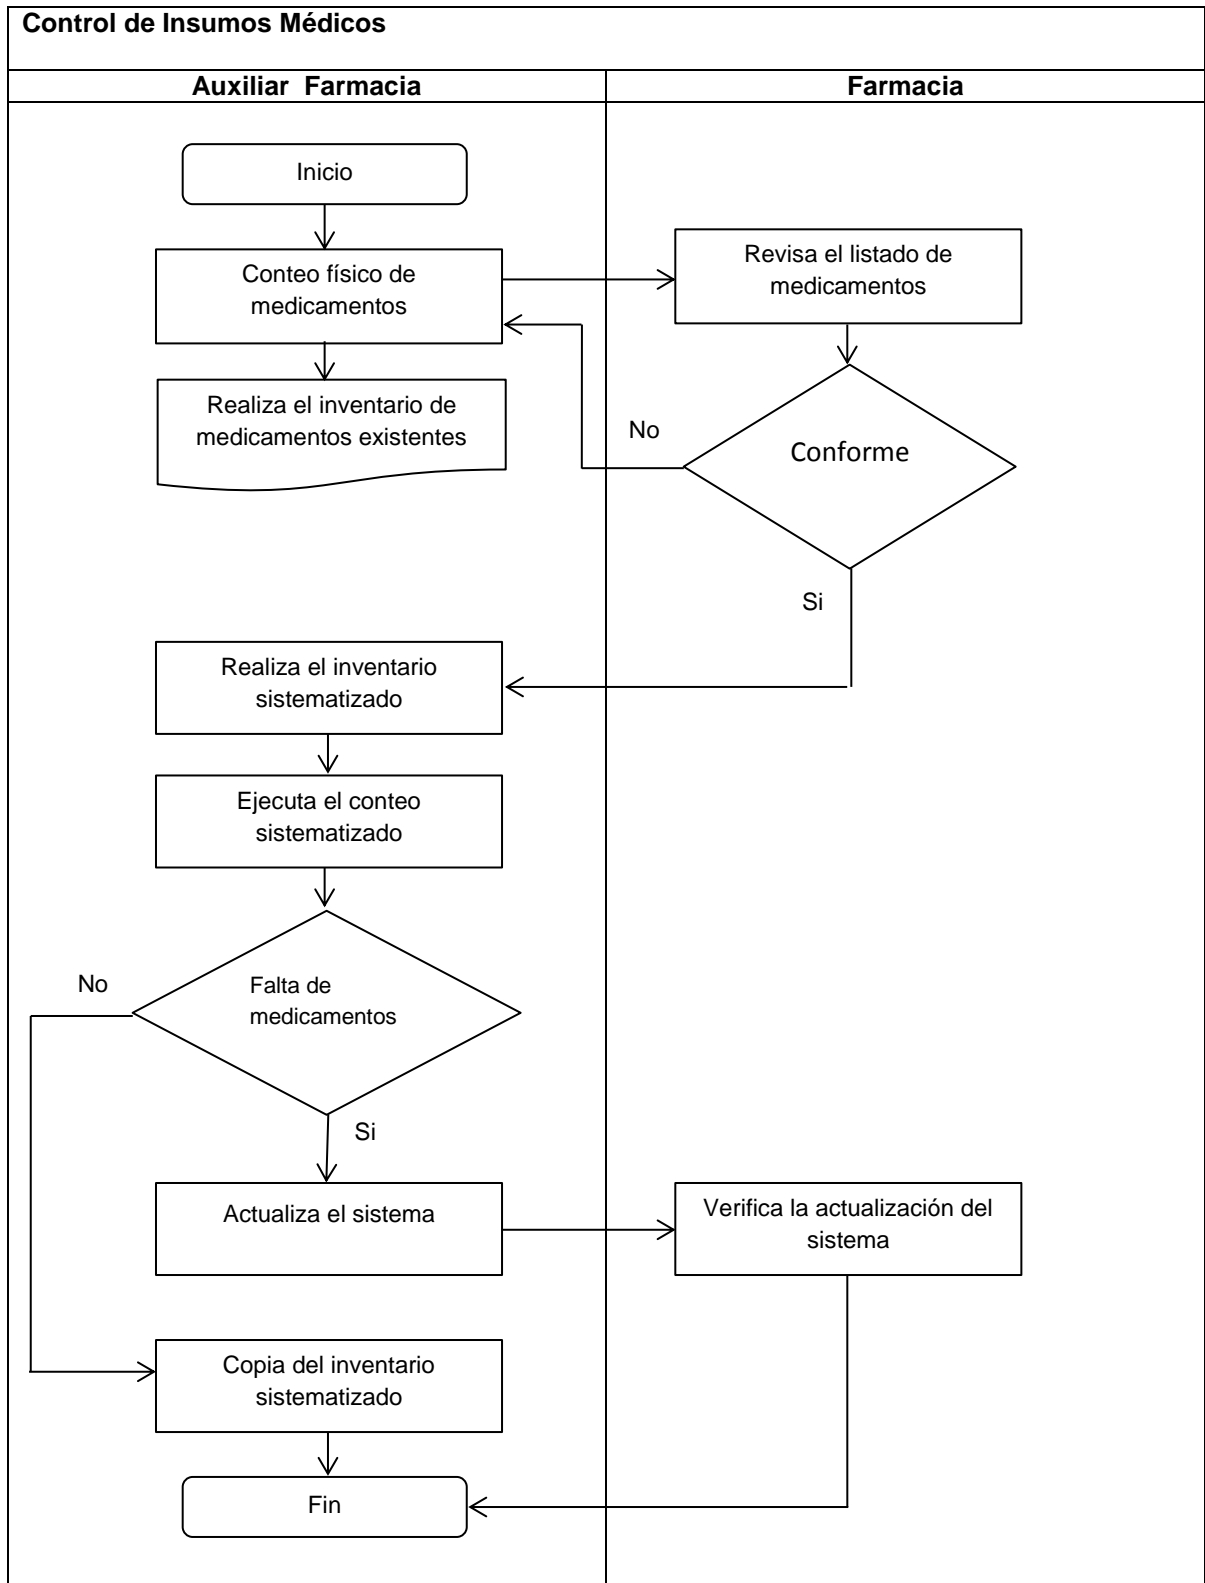 Control de Insumos Médicos
Auxiliar Farmacia
Farmacia
Inicio
Conteo físico de
medicamentos
Revisa el listado de
medicamentos
Realiza el inventario de
medicamentos existentes
No
Conforme
Si
Realiza el inventario
sistematizado
Ejecuta el conteo
sistematizado
No
Falta de
medicamentos
Si
Actualiza el sistema
Verifica la actualización del
sistema
Copia del inventario
sistematizado
Fin